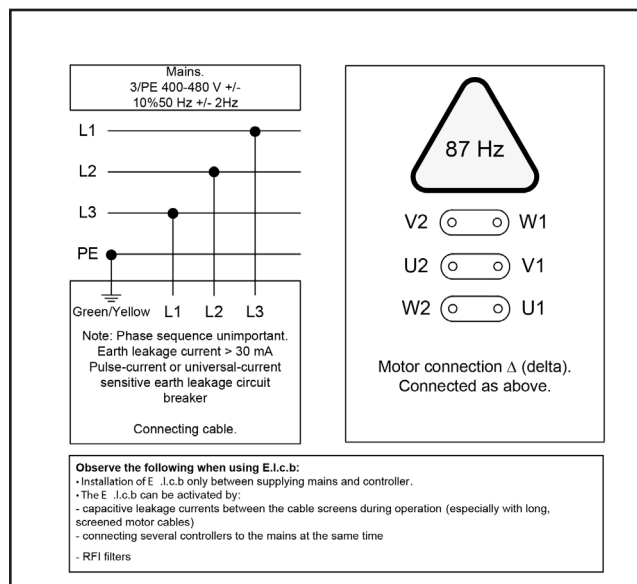 Mains.
3/PE 400-480 V +/-
10%50 Hz +/- 2Hz
L1
L2
L3
PE
Green/Yellow L1 L2 L3
Note: Phase sequence unimportant.
Earth leakage current > 30 mA
Pulse-current or universal-current
sensitive earth leakage circuit
breaker
Connecting cable.
87 Hz
V2 W1
U2 V1
W2 U1
Motor connection Δ (delta).
Connected as above.
Observe the following when using E.l.c.b:
• Installation of E .l.c.b only between supplying mains and controller.
• The E .l.c.b can be activated by:
- capacitive leakage currents between the cable screens during operation (especially with long,
screened motor cables)
- connecting several controllers to the mains at the same time
- RFI filters